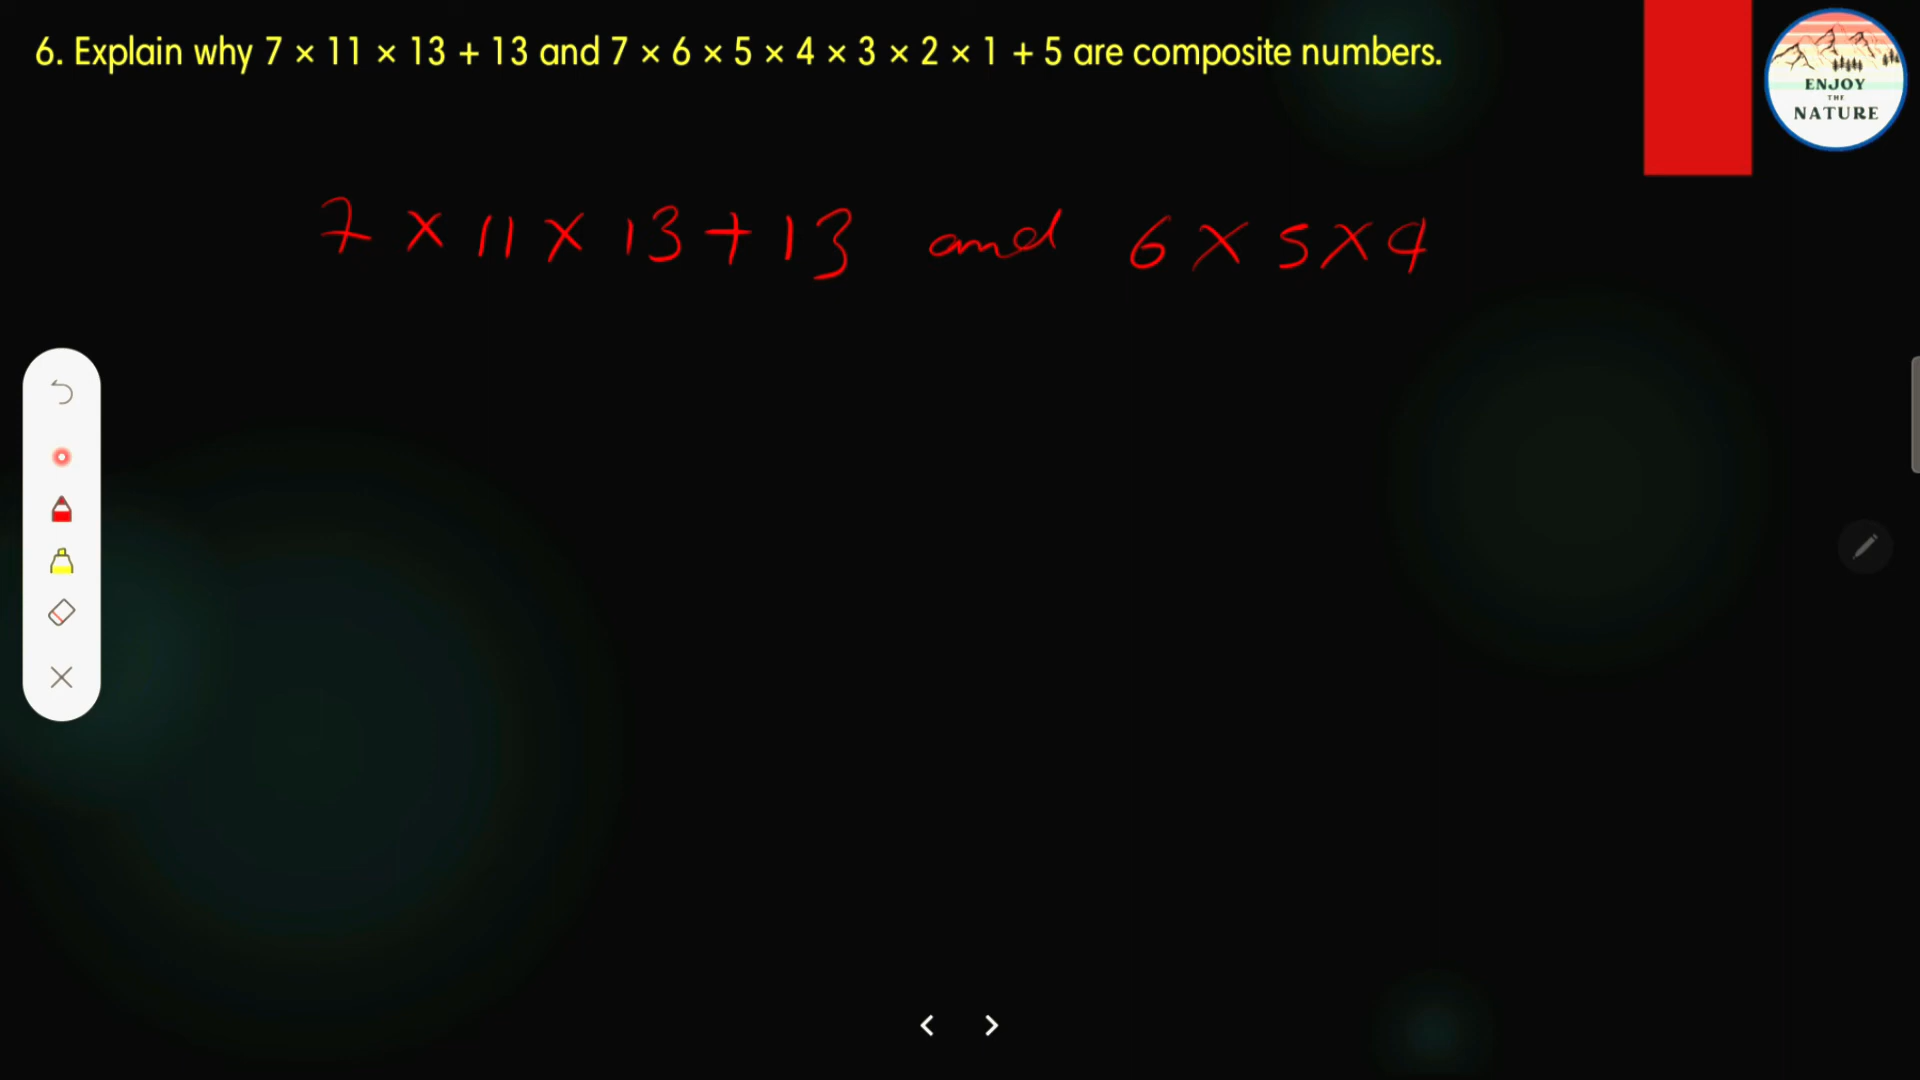 6. Explain why 7 × 11 × 13 + 13 and 7 × 6 × 5 × 4 × 3 × 2 × 1 + 5 are composite numbers.
ENJOY
THE
NATURE
7 × 11 × 13 + 13 and 6 × 5 × 4